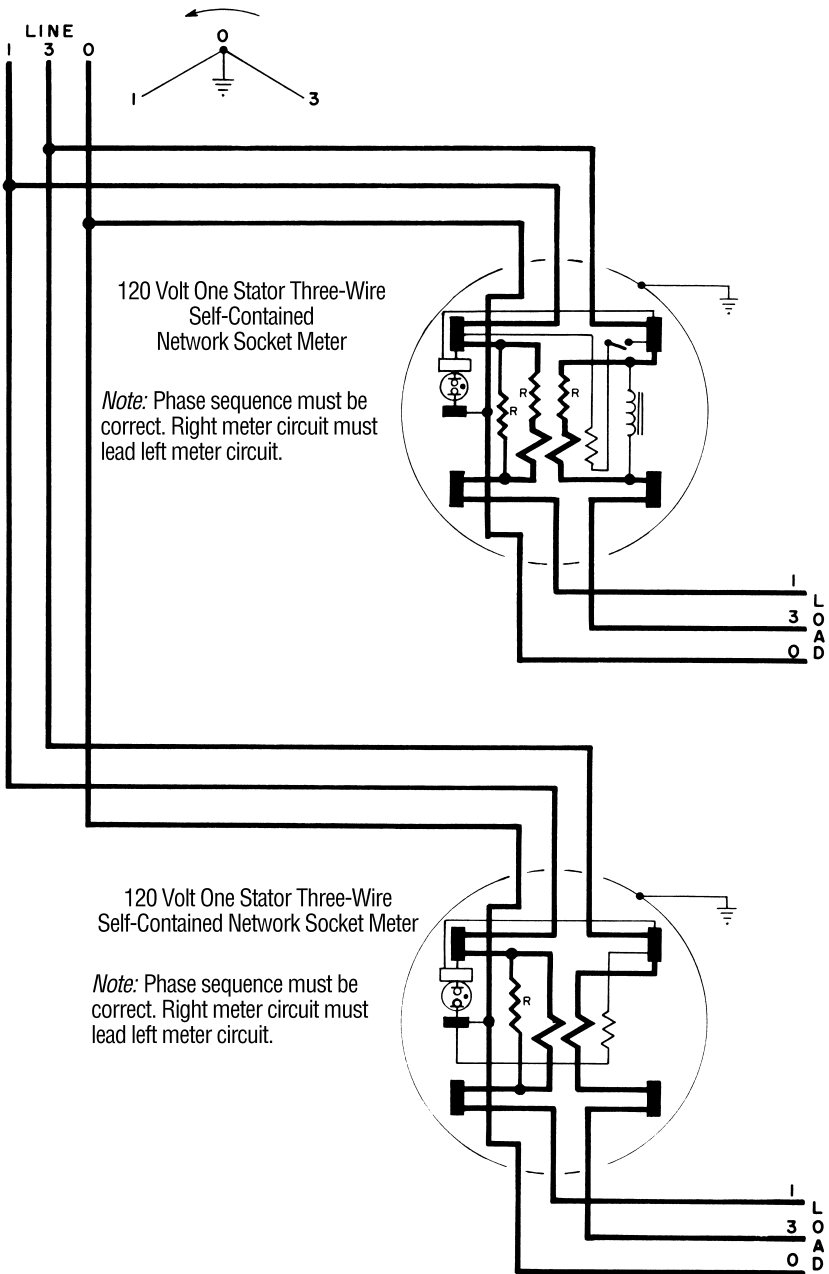 LINE
1 3 0
0
1 3
120 Volt One Stator Three-Wire
Self-Contained
Network Socket Meter
Note: Phase sequence must be
correct. Right meter circuit must
lead left meter circuit.
R
R
R
1
3
0
LOAD
120 Volt One Stator Three-Wire
Self-Contained Network Socket Meter
Note: Phase sequence must be
correct. Right meter circuit must
lead left meter circuit.
R
1
3
0
LOAD